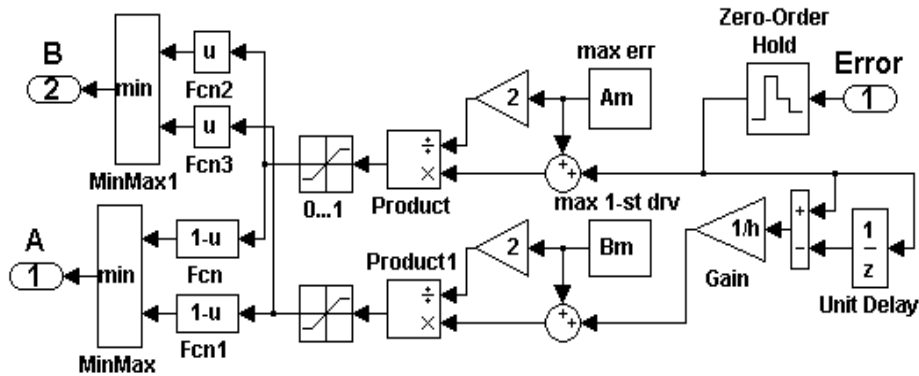 Zero-Order
Hold
B
max err
Error
2
min
u
Fcn2
2
Am
1
u
Fcn3
÷
×
+
+
MinMax1
0...1
Product
max 1-st drv
A
1-u
Fcn
Product1
2
Bm
1/h
+
−
1
z
1
min
Gain
Unit Delay
1-u
Fcn1
÷
×
+
+
MinMax